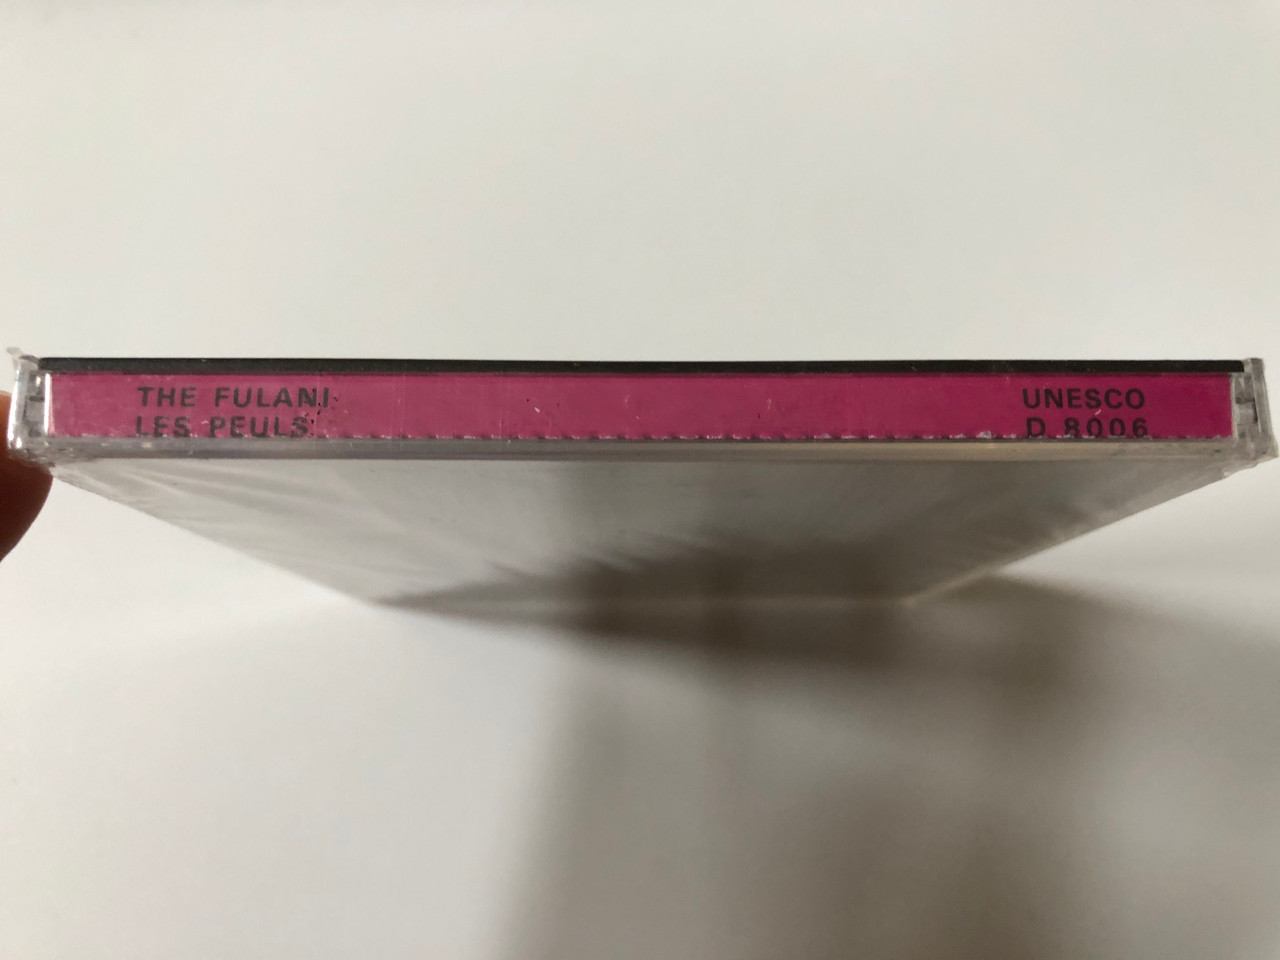 THE FULANI
LES PEULS
UNESCO
D 8006